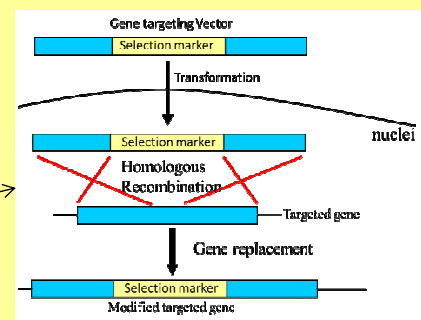 Gene targeting Vector
Selection marker
Transformation
nuclei
Selection marker
Homologous
Recombination
Targeted gene
Gene replacement
Selection marker
Modified targeted gene